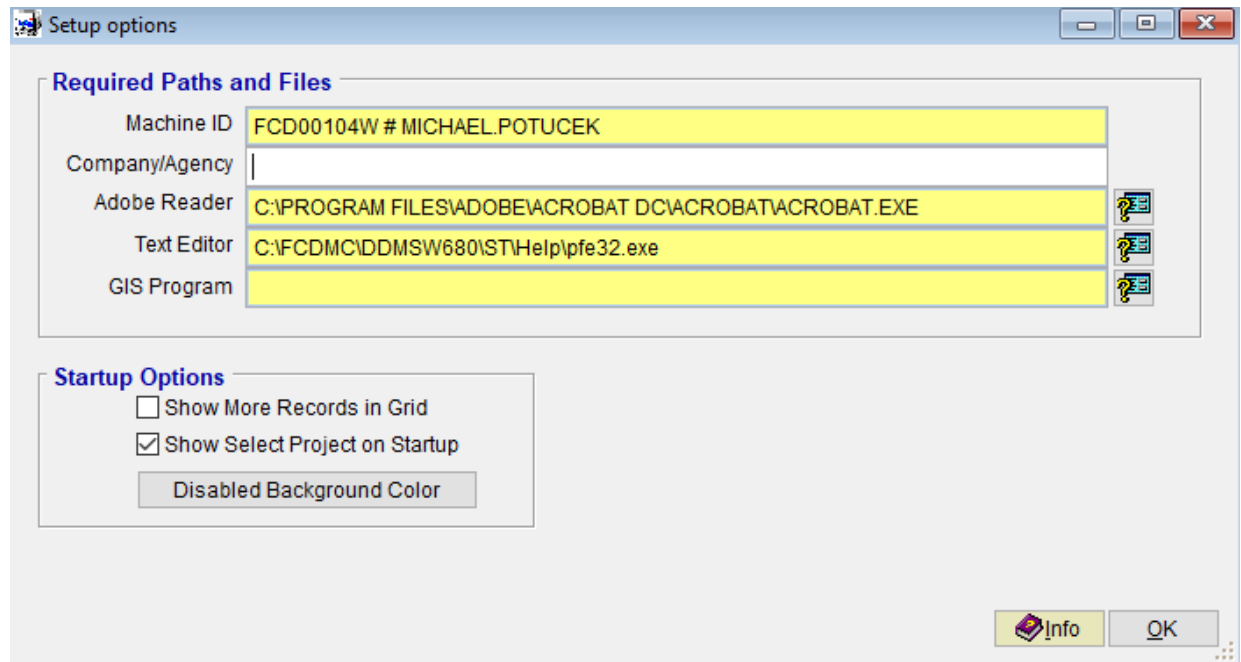 Setup options
Required Paths and Files
Machine ID FCD00104W # MICHAEL.POTUCEK
Company/Agency
Adobe Reader C:\PROGRAM FILES\ADOBE\ACROBAT DC\ACROBAT\ACROBAT.EXE
Text Editor C:\FCDMC\DDMSW680\ST\Help\pfe32.exe
GIS Program
Startup Options
Show More Records in Grid
Show Select Project on Startup
Disabled Background Color
Info OK